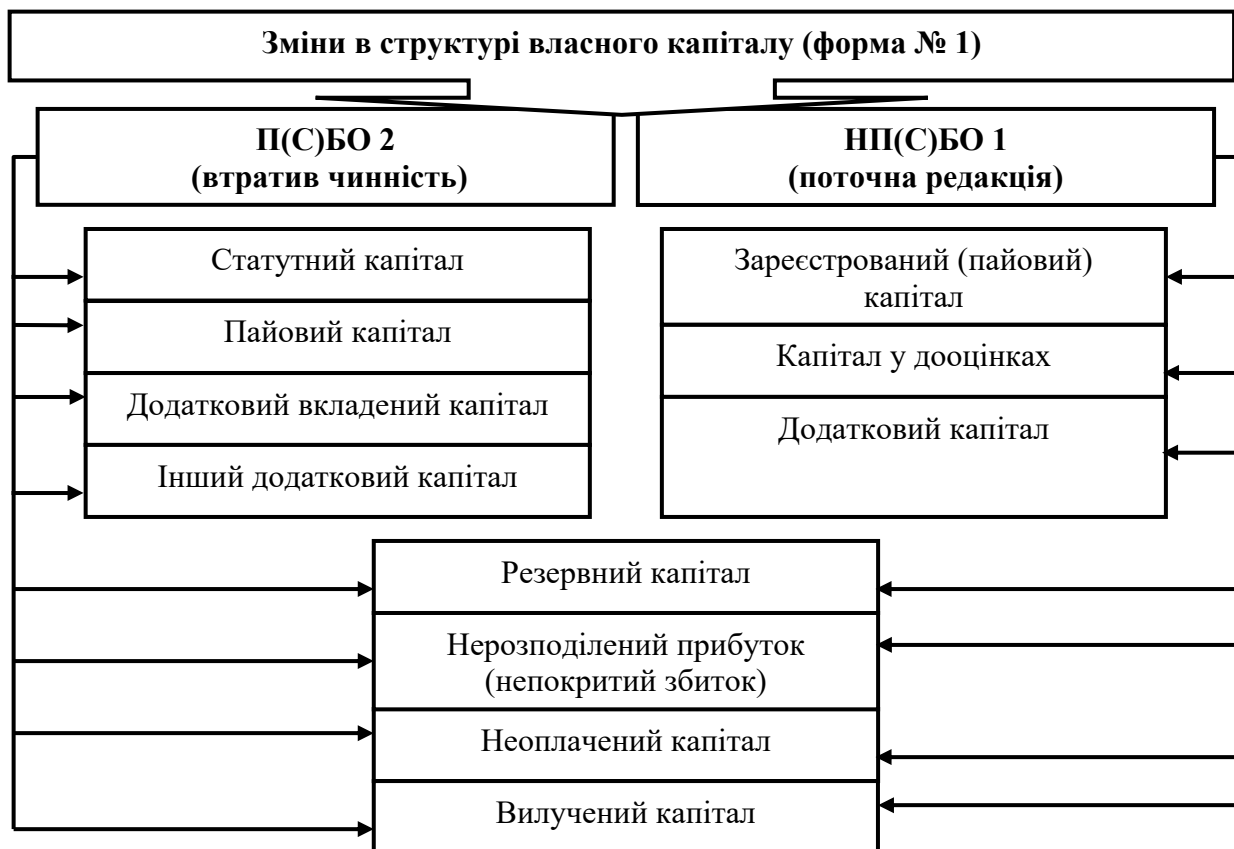 Зміни в структурі власного капіталу (форма № 1)
П(С)БО 2
(втратив чинність)
НП(С)БО 1
(поточна редакція)
Статутний капітал
Пайовий капітал
Додатковий вкладений капітал
Інший додатковий капітал
Зареєстрований (пайовий)
капітал
Капітал у дооцінках
Додатковий капітал
Резервний капітал
Нерозподілений прибуток
(непокритий збиток)
Неоплачений капітал
Вилучений капітал